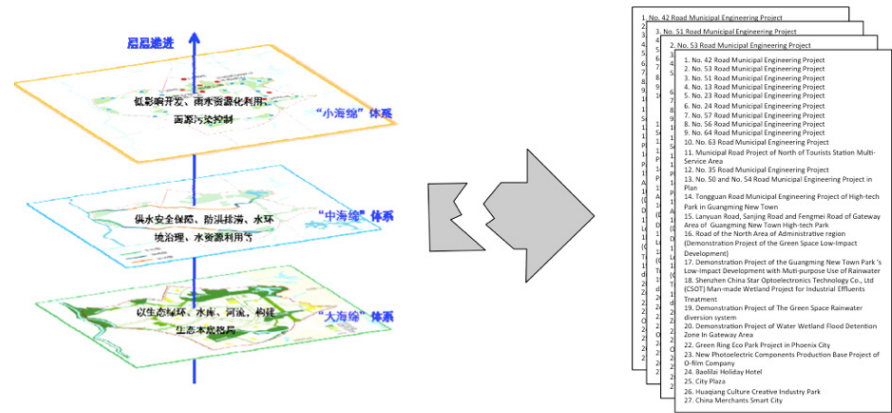 层层递进
低影响开发、雨水资源化利用、
面源污染控制
“小海绵”体系
供水安全保障、防洪排涝、水环
境治理、水资源利用等
“中海绵”体系
以生态绿环、水库、河流，构建
生态本底格局
“大海绵”体系
1. No. 42 Road Municipal Engineering Project
3. No. 51 Road Municipal Engineering Project
2. No. 53 Road Municipal Engineering Project
1. No. 42 Road Municipal Engineering Project
2. No. 53 Road Municipal Engineering Project
3. No. 51 Road Municipal Engineering Project
4. No. 13 Road Municipal Engineering Project
5. No. 23 Road Municipal Engineering Project
6. No. 24 Road Municipal Engineering Project
7. No. 57 Road Municipal Engineering Project
8. No. 56 Road Municipal Engineering Project
9. No. 64 Road Municipal Engineering Project
10. No. 63 Road Municipal Engineering Project
11. Municipal Road Project of North of Tourists Station Multi-
Service Area
12. No. 35 Road Municipal Engineering Project
13. No. 50 and No. 54 Road Municipal Engineering Project in
Plan
14. Tongguan Road Municipal Engineering Project of High-tech
Park in Guangming New Town
15. Lanyuan Road, Sanjing Road and Fengmei Road of Gateway
Area of Guangming New Town High-tech Park
16. Road of the North Area of Administrative region
(Demonstration Project of the Green Space Low-Impact
Development)
17. Demonstration Project of the Guangming New Town Park 's
Low-Impact Development with Muti-purpose Use of Rainwater
18. Shenzhen China Star Optoelectronics Technology Co., Ltd
(CSOT) Man-made Wetland Project for Industrial Effluents
Treatment
19. Demonstration Project of The Green Space Rainwater
diversion system
20. Demonstration Project of Water Wetland Flood Detention
Zone In Gateway Area
22. Green Ring Eco Park Project in Phoenix City
23. New Photoelectric Components Production Base Project of
O-film Company
24. Baolilai Holiday Hotel
25. City Plaza
26. Huaqiang Culture Creative Industry Park
27. China Merchants Smart City